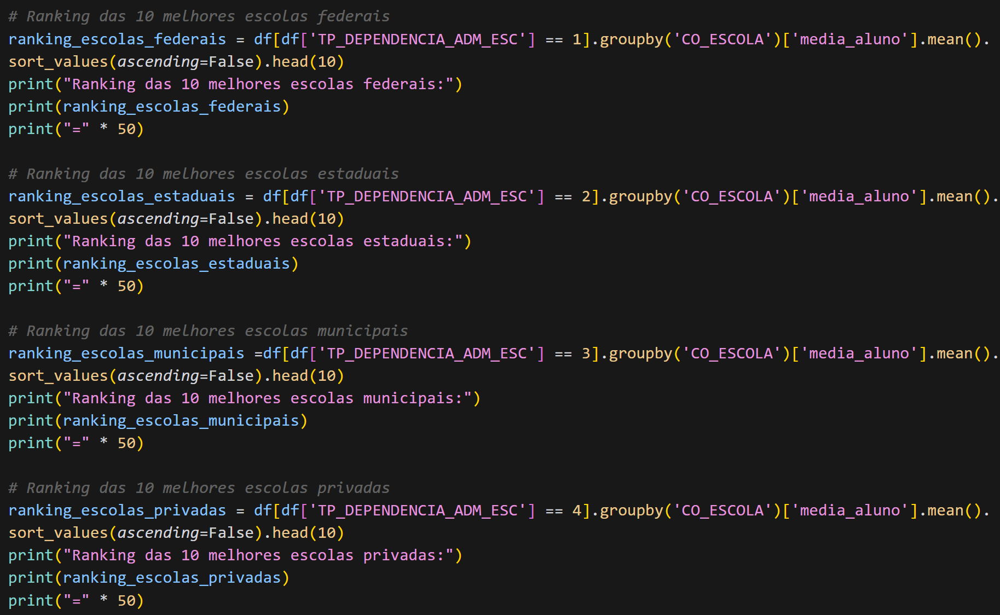 # Ranking das 10 melhores escolas federais
ranking_escolas_federais = df[df['TP_DEPENDENCIA_ADM_ESC'] == 1].groupby('CO_ESCOLA')['media_aluno'].mean().
sort_values(ascending=False).head(10)
print("Ranking das 10 melhores escolas federais:")
print(ranking_escolas_federais)
print("=" * 50)

# Ranking das 10 melhores escolas estaduais
ranking_escolas_estaduais = df[df['TP_DEPENDENCIA_ADM_ESC'] == 2].groupby('CO_ESCOLA')['media_aluno'].mean().
sort_values(ascending=False).head(10)
print("Ranking das 10 melhores escolas estaduais:")
print(ranking_escolas_estaduais)
print("=" * 50)

# Ranking das 10 melhores escolas municipais
ranking_escolas_municipais =df[df['TP_DEPENDENCIA_ADM_ESC'] == 3].groupby('CO_ESCOLA')['media_aluno'].mean().
sort_values(ascending=False).head(10)
print("Ranking das 10 melhores escolas municipais:")
print(ranking_escolas_municipais)
print("=" * 50)

# Ranking das 10 melhores escolas privadas
ranking_escolas_privadas = df[df['TP_DEPENDENCIA_ADM_ESC'] == 4].groupby('CO_ESCOLA')['media_aluno'].mean().
sort_values(ascending=False).head(10)
print("Ranking das 10 melhores escolas privadas:")
print(ranking_escolas_privadas)
print("=" * 50)